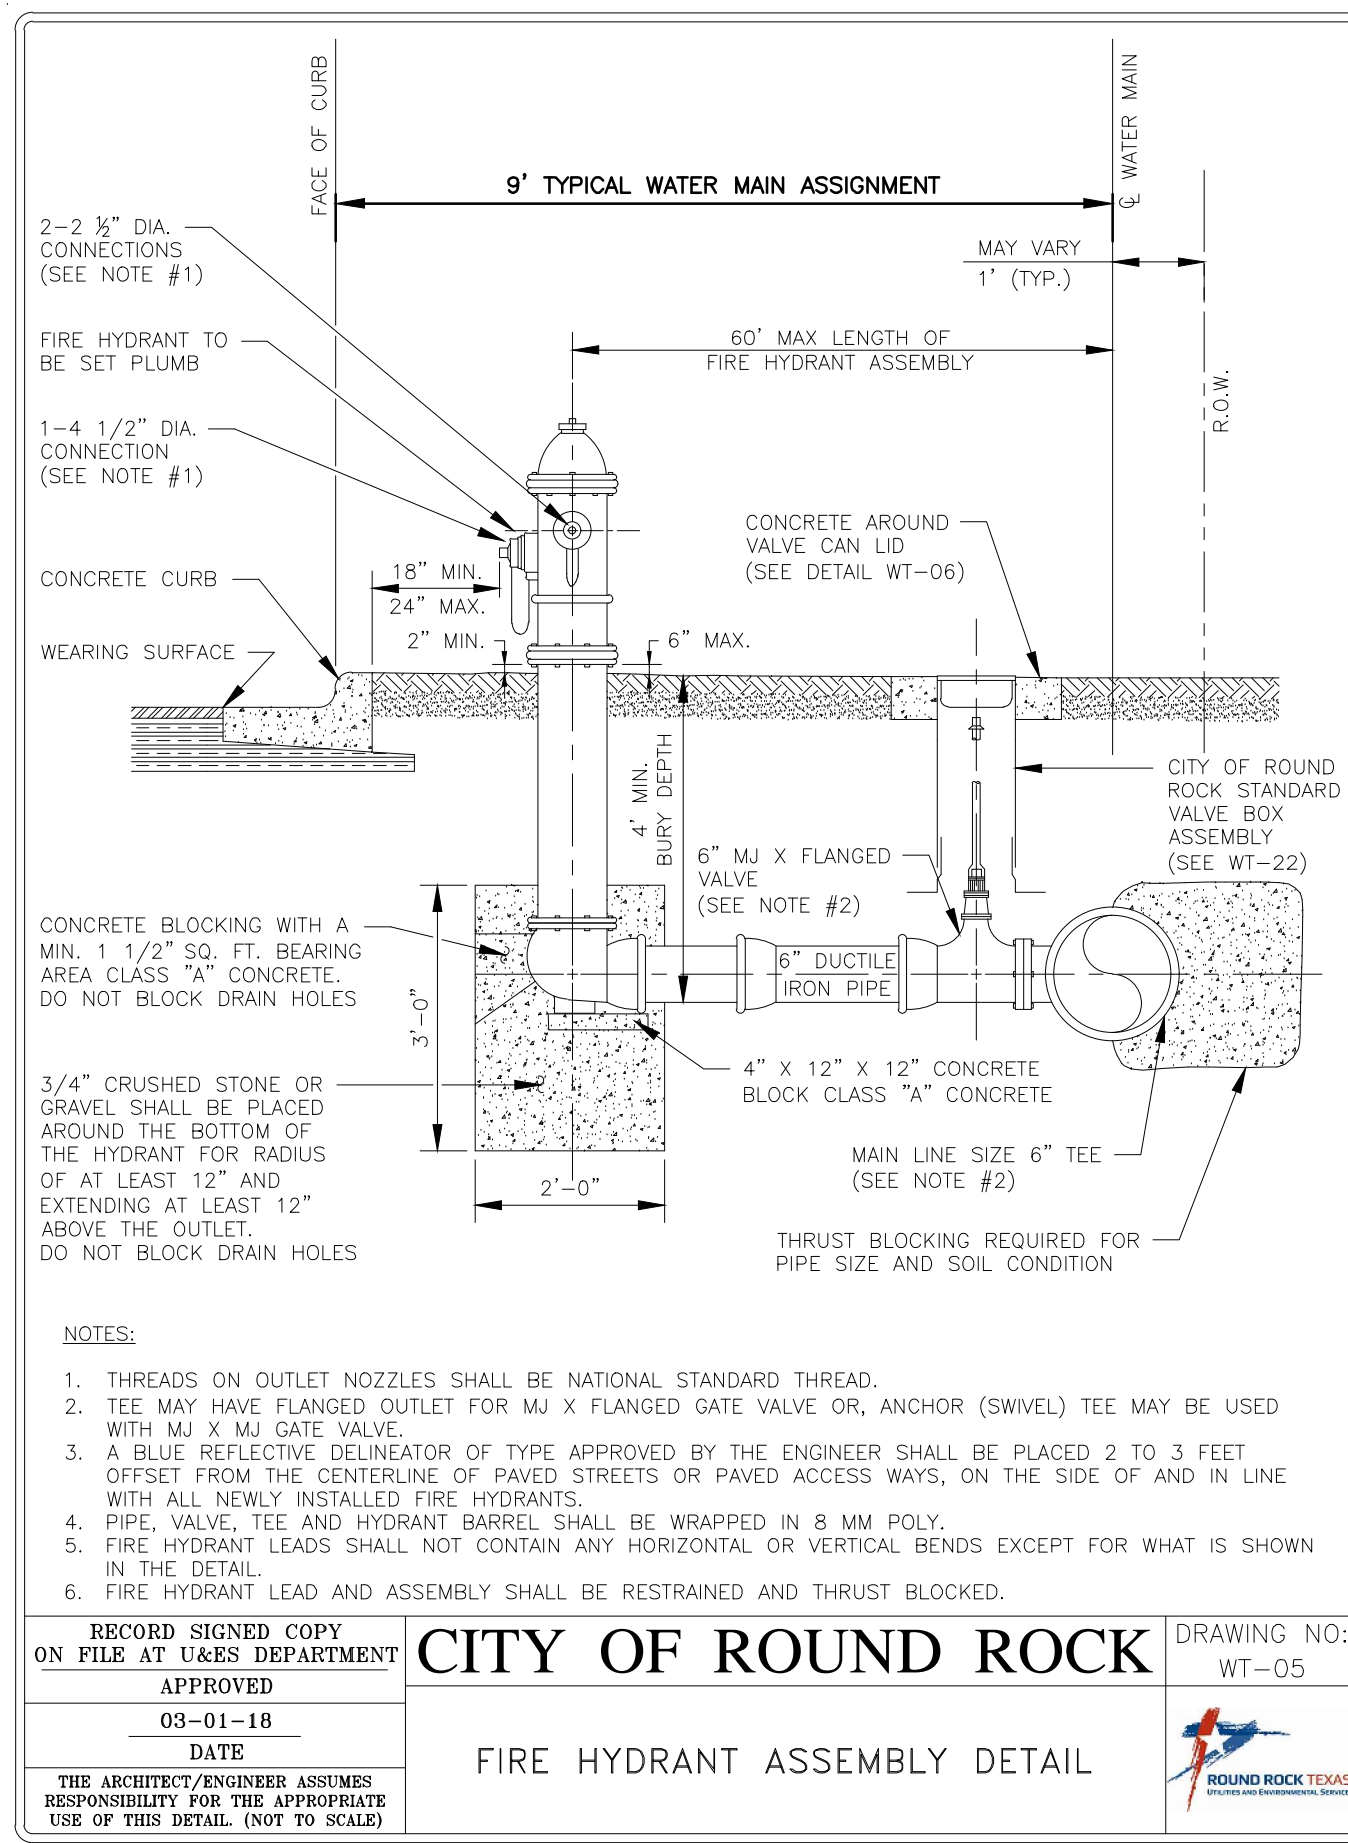 FACE OF CURB
℄ WATER MAIN
9' TYPICAL WATER MAIN ASSIGNMENT
2-2 ½" DIA.
CONNECTIONS
(SEE NOTE #1)
MAY VARY
1' (TYP.)
FIRE HYDRANT TO
BE SET PLUMB
60' MAX LENGTH OF
FIRE HYDRANT ASSEMBLY
R.O.W.
1-4 1/2" DIA.
CONNECTION
(SEE NOTE #1)
CONCRETE AROUND
VALVE CAN LID
(SEE DETAIL WT-06)
CONCRETE CURB
18" MIN.
24" MAX.
2" MIN.
6" MAX.
WEARING SURFACE
4' MIN.
BURY DEPTH
CITY OF ROUND
ROCK STANDARD
VALVE BOX
ASSEMBLY
(SEE WT-22)
6" MJ X FLANGED
VALVE
(SEE NOTE #2)
CONCRETE BLOCKING WITH A
MIN. 1 1/2" SQ. FT. BEARING
AREA CLASS "A" CONCRETE.
DO NOT BLOCK DRAIN HOLES
6" DUCTILE
IRON PIPE
3'-0"
4" X 12" X 12" CONCRETE
BLOCK CLASS "A" CONCRETE
3/4" CRUSHED STONE OR
GRAVEL SHALL BE PLACED
AROUND THE BOTTOM OF
THE HYDRANT FOR RADIUS
OF AT LEAST 12" AND
EXTENDING AT LEAST 12"
ABOVE THE OUTLET.
DO NOT BLOCK DRAIN HOLES
2'-0"
MAIN LINE SIZE 6" TEE
(SEE NOTE #2)
THRUST BLOCKING REQUIRED FOR
PIPE SIZE AND SOIL CONDITION
NOTES:
1. THREADS ON OUTLET NOZZLES SHALL BE NATIONAL STANDARD THREAD.
2. TEE MAY HAVE FLANGED OUTLET FOR MJ X FLANGED GATE VALVE OR, ANCHOR (SWIVEL) TEE MAY BE USED
WITH MJ X MJ GATE VALVE.
3. A BLUE REFLECTIVE DELINEATOR OF TYPE APPROVED BY THE ENGINEER SHALL BE PLACED 2 TO 3 FEET
OFFSET FROM THE CENTERLINE OF PAVED STREETS OR PAVED ACCESS WAYS, ON THE SIDE OF AND IN LINE
WITH ALL NEWLY INSTALLED FIRE HYDRANTS.
4. PIPE, VALVE, TEE AND HYDRANT BARREL SHALL BE WRAPPED IN 8 MM POLY.
5. FIRE HYDRANT LEADS SHALL NOT CONTAIN ANY HORIZONTAL OR VERTICAL BENDS EXCEPT FOR WHAT IS SHOWN
IN THE DETAIL.
6. FIRE HYDRANT LEAD AND ASSEMBLY SHALL BE RESTRAINED AND THRUST BLOCKED.
RECORD SIGNED COPY
ON FILE AT U&ES DEPARTMENT
APPROVED
03-01-18
DATE
THE ARCHITECT/ENGINEER ASSUMES
RESPONSIBILITY FOR THE APPROPRIATE
USE OF THIS DETAIL. (NOT TO SCALE)
CITY OF ROUND ROCK
FIRE HYDRANT ASSEMBLY DETAIL
DRAWING NO:
WT-05
ROUND ROCK TEXAS
UTILITIES AND ENVIRONMENTAL SERVICE